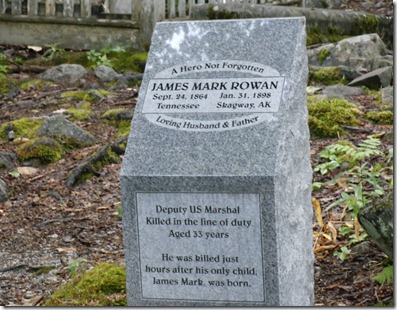 A Hero Not Forgotten
JAMES MARK ROWAN
Sept. 24, 1864 Jan. 31, 1898
Tennessee Skagway, AK
Loving Husband & Father
Deputy US Marshal
Killed in the line of duty
Aged 33 years
He was killed just
hours after his only child,
James Mark, was born.